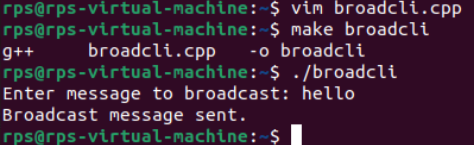 rps@rps-virtual-machine:~$ vim broadcli.cpp
rps@rps-virtual-machine:~$ make broadcli
g++     broadcli.cpp   -o broadcli
rps@rps-virtual-machine:~$ ./broadcli
Enter message to broadcast: hello
Broadcast message sent.
rps@rps-virtual-machine:~$